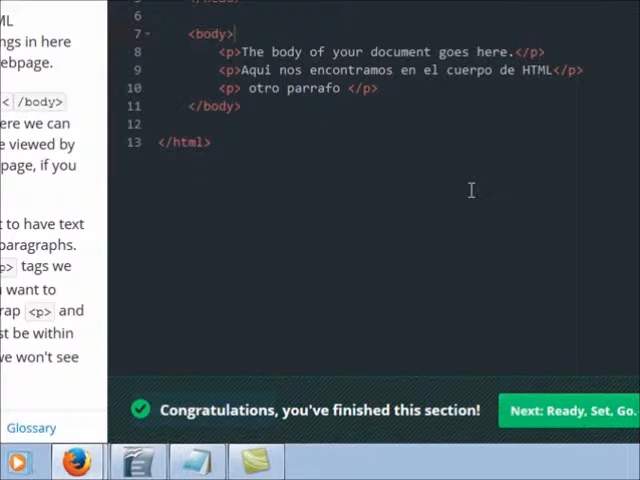 ML
ngs in here
ebpage.
< /body>
ere we can
e viewed by
page, if you
t to have text
paragraphs.
p> tags we
u want to
rap <p> and
st be within
we won't see
Glossary
6
7 <body>
8 <p>The body of your document goes here.</p>
9 <p>Aqui nos encontramos en el cuerpo de HTML</p>
10 <p> otro parrafo </p>
11 </body>
12
13 </html>
Congratulations, you've finished this section!
Next: Ready, Set, Go.